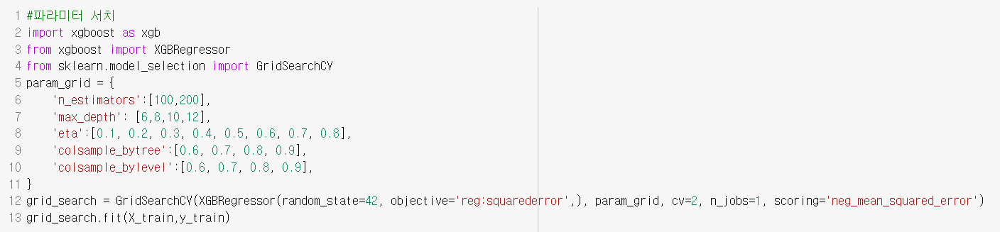 1 #파라미터 서치
2 import xgboost as xgb
3 from xgboost import XGBRegressor
4 from sklearn.model_selection import GridSearchCV
5 param_grid = {
6     'n_estimators':[100,200],
7     'max_depth': [6,8,10,12],
8     'eta':[0.1, 0.2, 0.3, 0.4, 0.5, 0.6, 0.7, 0.8],
9     'colsample_bytree':[0.6, 0.7, 0.8, 0.9],
10     'colsample_bylevel':[0.6, 0.7, 0.8, 0.9],
11 }
12 grid_search = GridSearchCV(XGBRegressor(random_state=42, objective='reg:squarederror',), param_grid, cv=2, n_jobs=1, scoring='neg_mean_squared_error')
13 grid_search.fit(X_train,y_train)